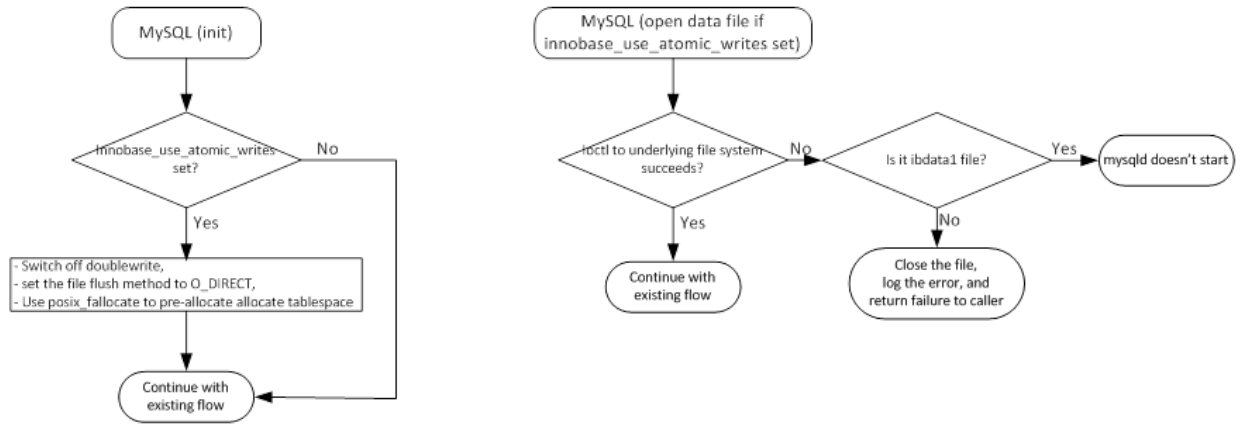 MySQL (init)
Innobase_use_atomic_writes
set?
No
Yes
- Switch off doublewrite,
- set the file flush method to O_DIRECT,
- Use posix_fallocate to pre-allocate allocate tablespace
Continue with
existing flow
MySQL (open data file if
innobase_use_atomic_writes set)
Ioctl to underlying file system
succeeds?
No
Is it ibdata1 file?
Yes
mysqld doesn't start
Yes
No
Continue with
existing flow
Close the file,
log the error, and
return failure to caller